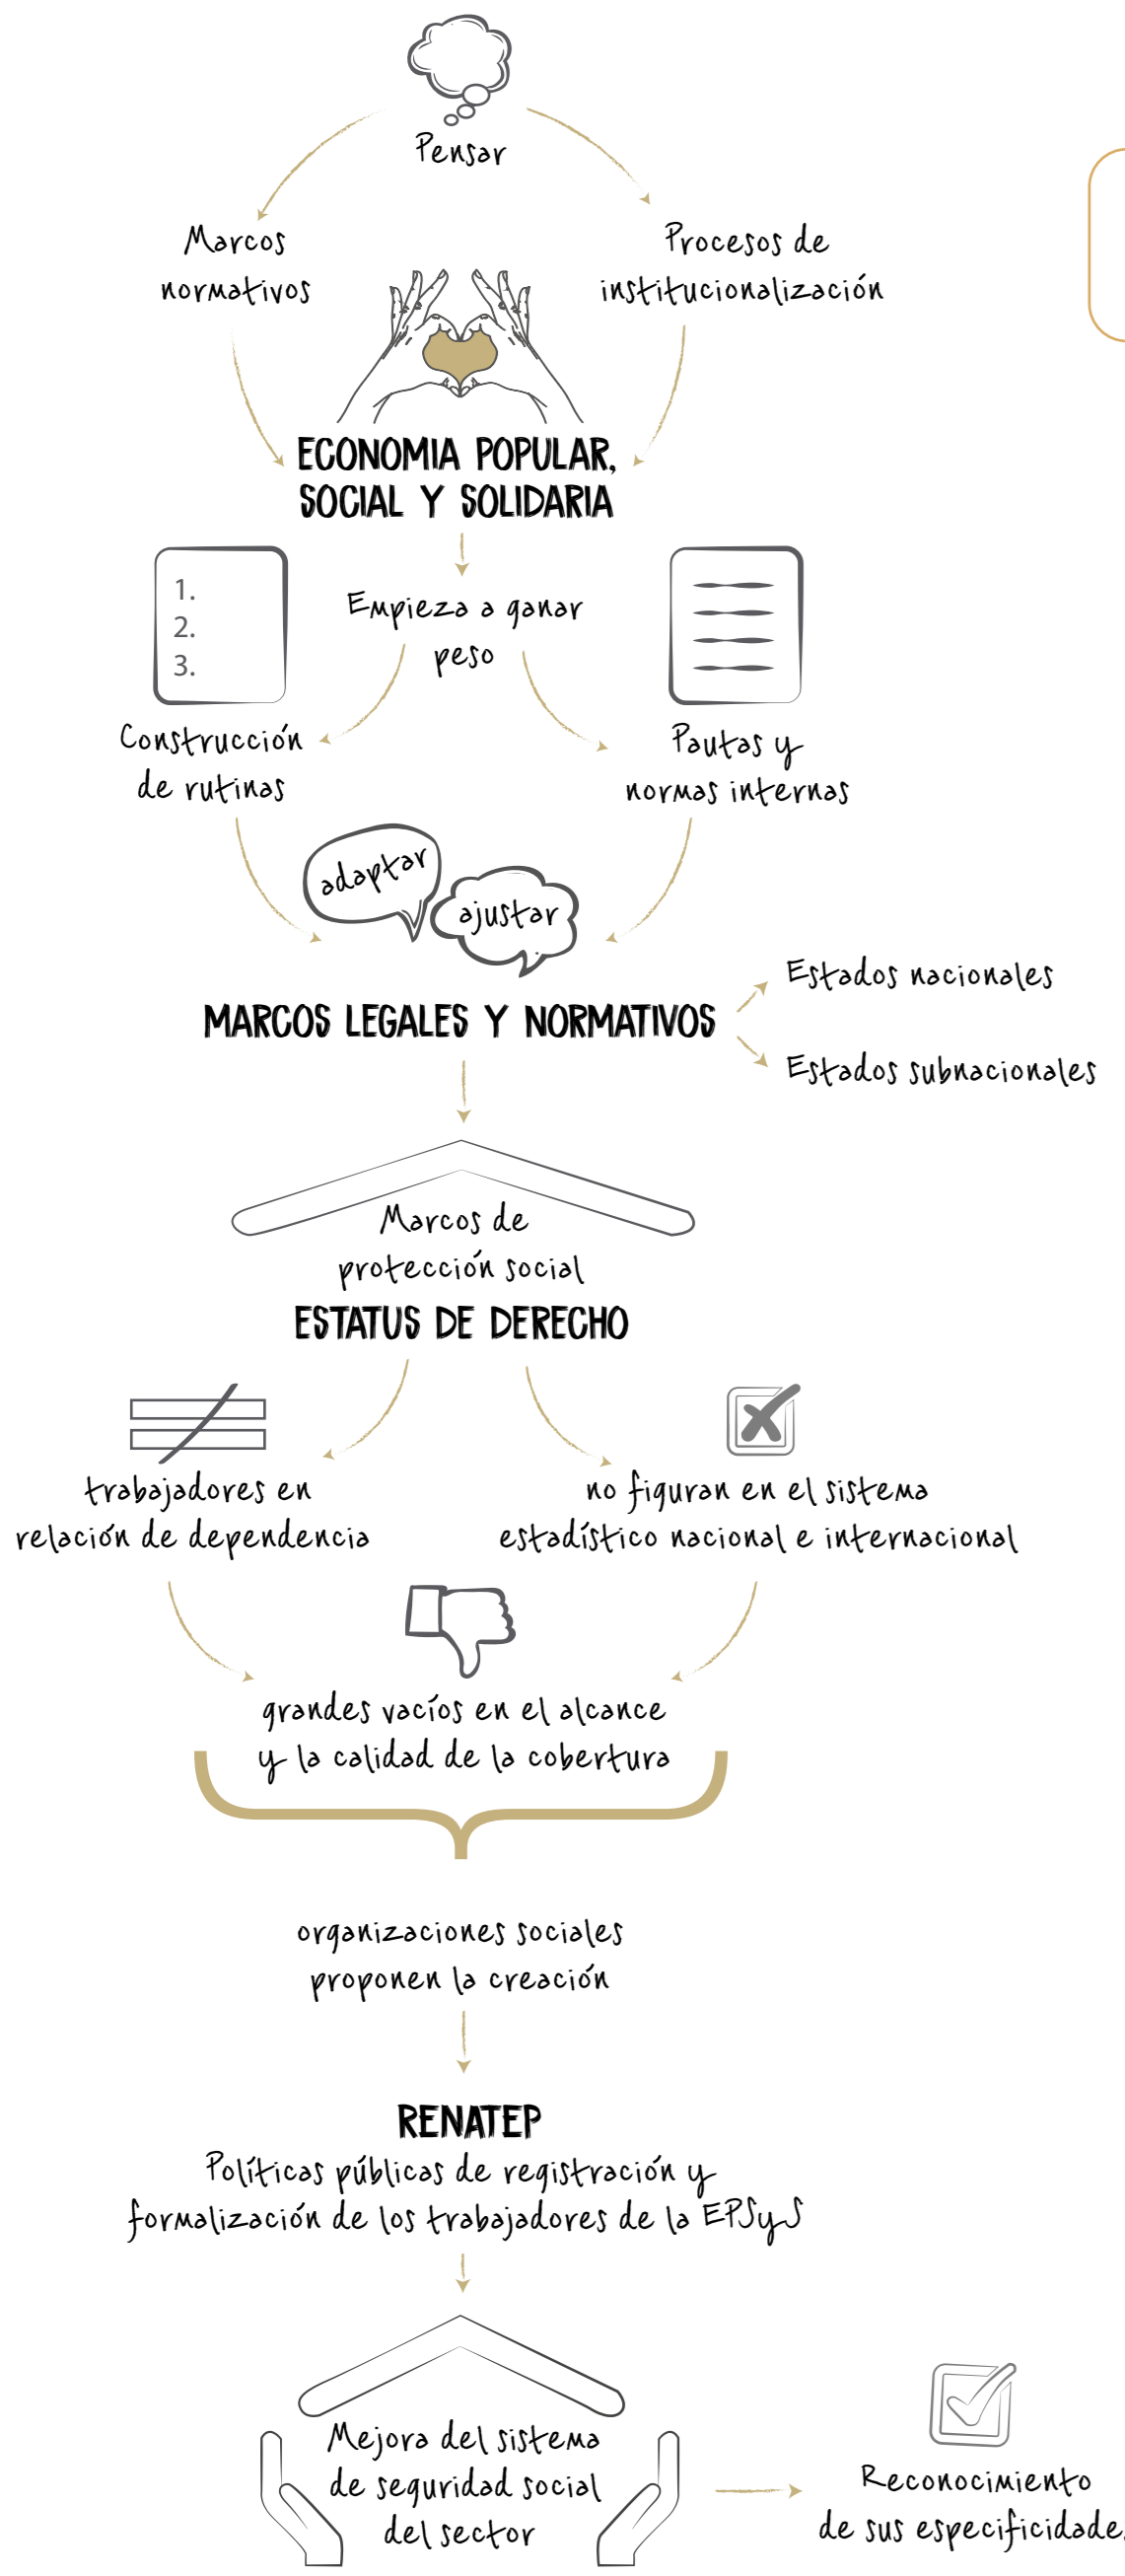 Pensar
Marcos
normativos
Procesos de
institucionalización
ECONOMIA POPULAR,
SOCIAL Y SOLIDARIA
Empieza a ganar
peso
1.
2.
3.
Construcción
de rutinas
Pautas y
normas internas
adaptar
ajustar
MARCOS LEGALES Y NORMATIVOS
Estados nacionales
Estados subnacionales
Marcos de
protección social
ESTATUS DE DERECHO
trabajadores en
relación de dependencia
no figuran en el sistema
estadístico nacional e internacional
grandes vacíos en el alcance
y la calidad de la cobertura
organizaciones sociales
proponen la creación
RENATEP
Políticas públicas de registración y
formalización de los trabajadores de la EPSyS
Mejora del sistema
de seguridad social
del sector
Reconocimiento
de sus especificidade